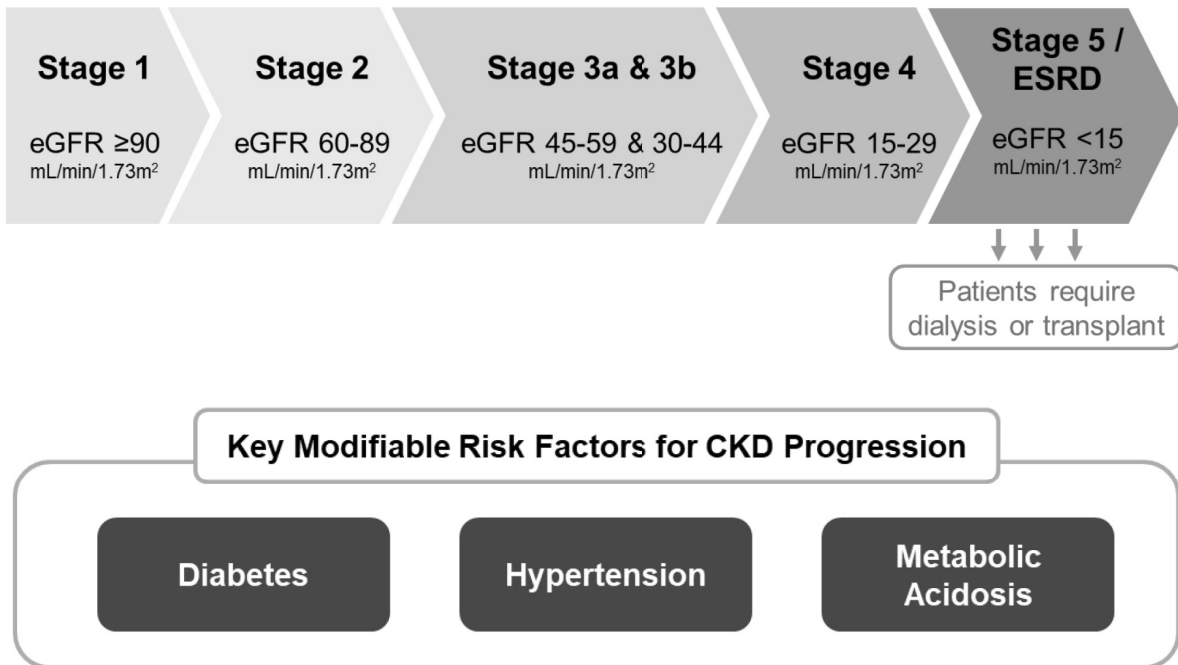 Stage 1
eGFR ≥90
mL/min/1.73m²
Stage 2
eGFR 60-89
mL/min/1.73m²
Stage 3a & 3b
eGFR 45-59 & 30-44
mL/min/1.73m²
Stage 4
eGFR 15-29
mL/min/1.73m²
Stage 5 /
ESRD
eGFR <15
mL/min/1.73m²
Patients require
dialysis or transplant
Key Modifiable Risk Factors for CKD Progression
Diabetes
Hypertension
Metabolic
Acidosis